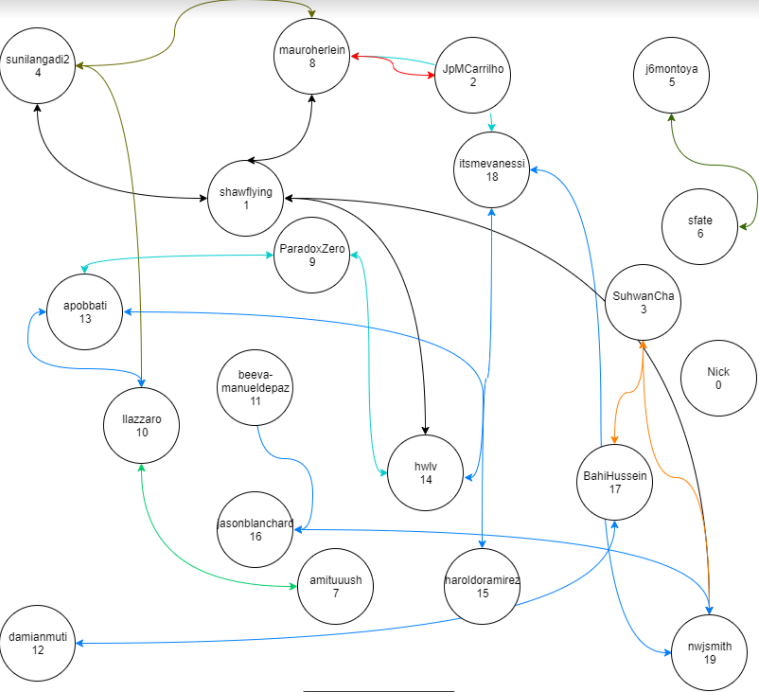 sunilangadi2
4
mauroherlein
8
JpMCarrilho
2
j6montoya
5
itsmevanessi
18
shawflying
1
sfate
6
ParadoxZero
9
apobbati
13
SuhwanCha
3
Nick
0
beeva-
manueldepaz
11
llazzaro
10
hwlv
14
BahiHussein
17
jasonblanchard
16
amituuush
7
haroldoramirez
15
damianmuti
12
nwjsmith
19